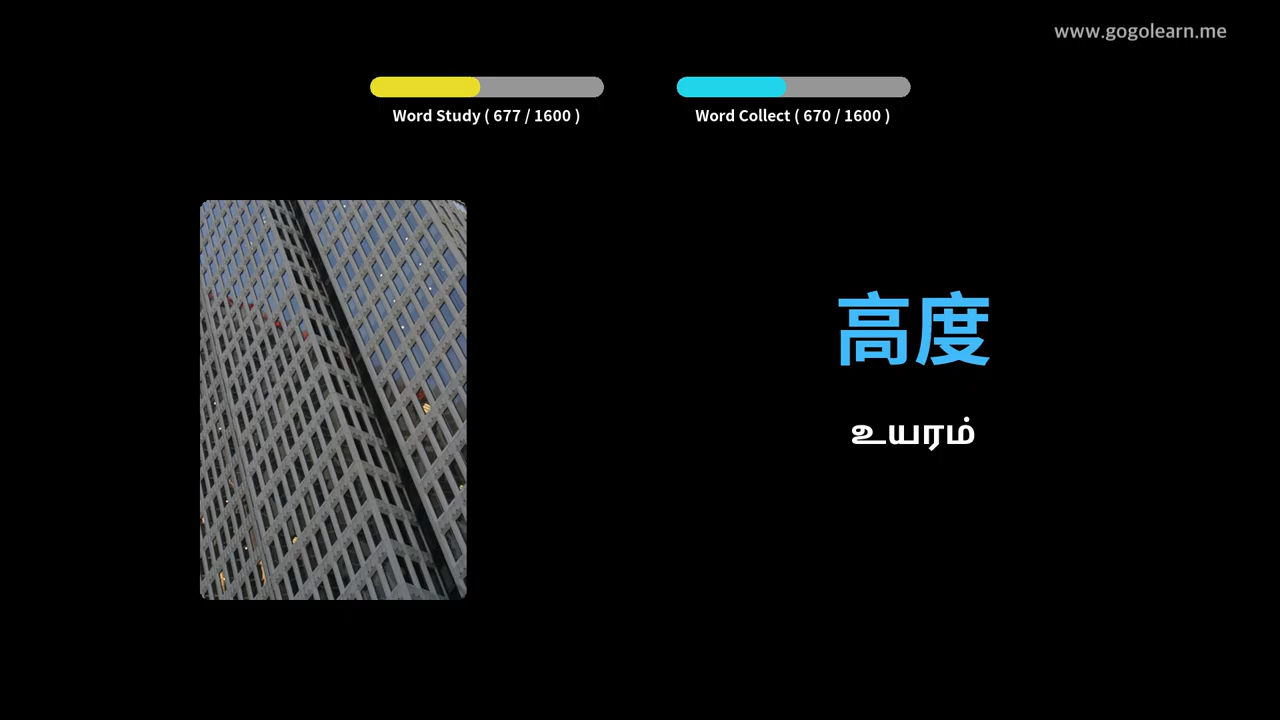 www.gogolearn.me
Word Study ( 677 / 1600 )
Word Collect ( 670 / 1600 )
高度
உயரம்